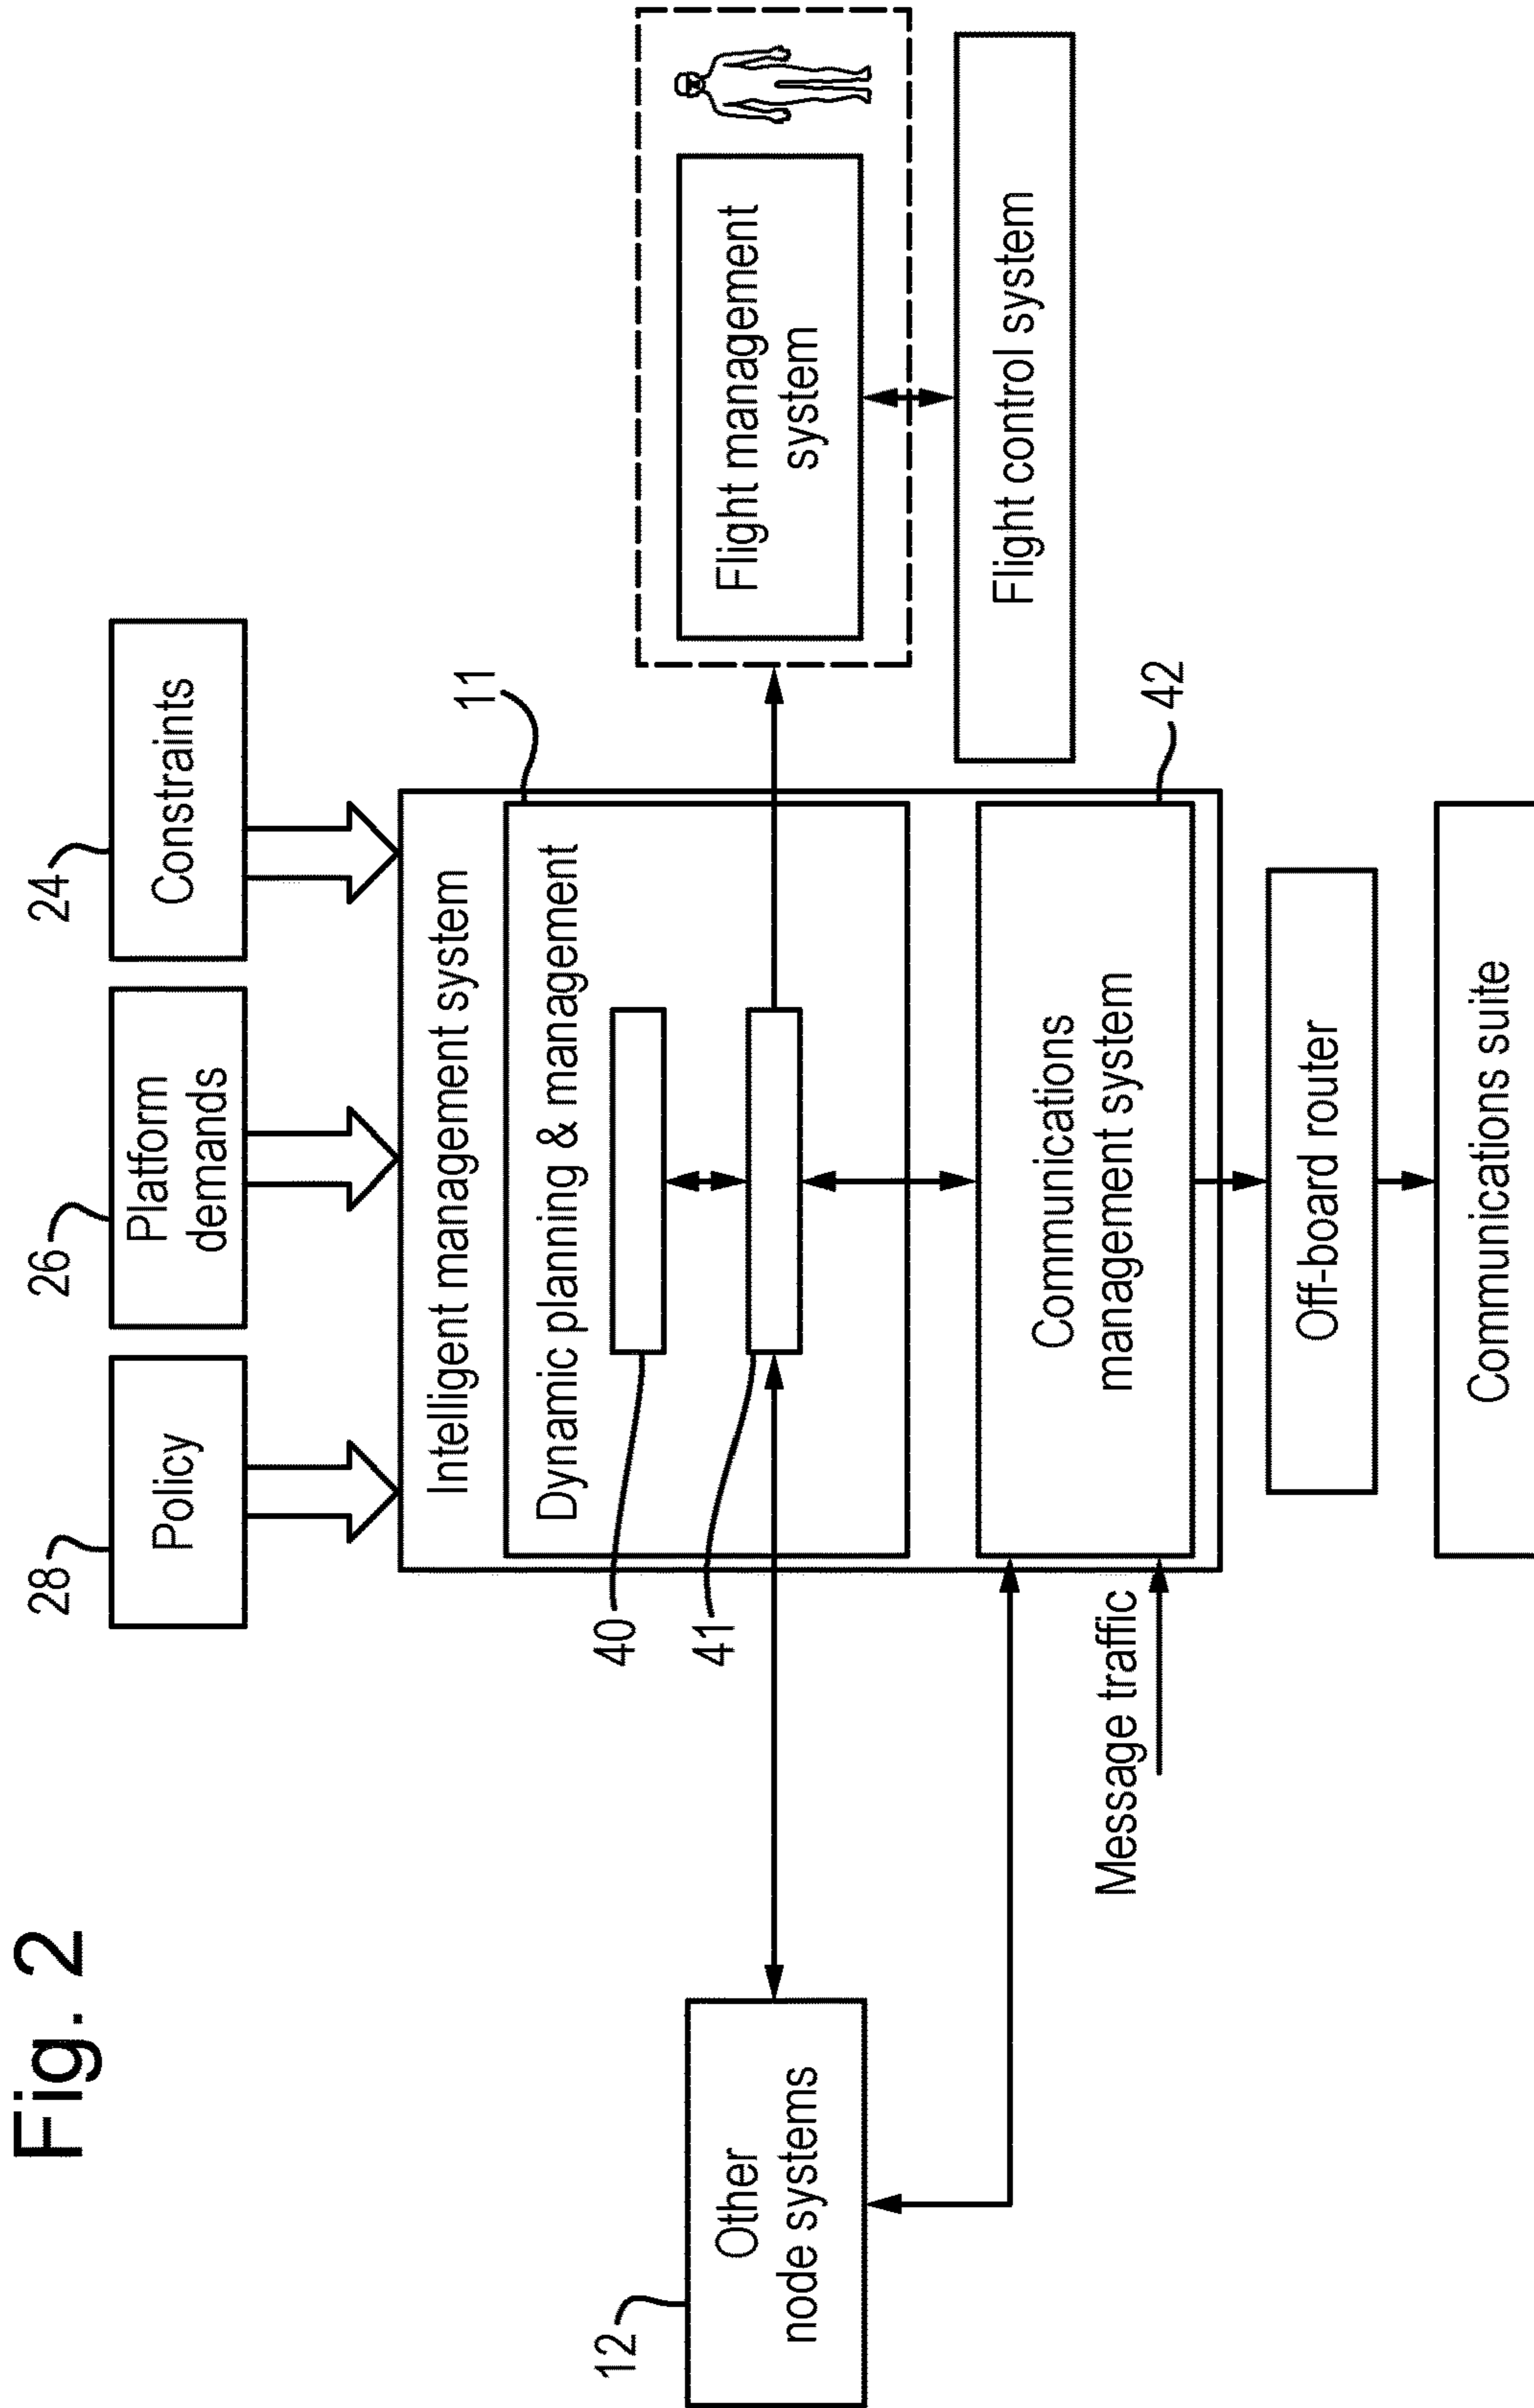 Fig. 2
28
26
24
Policy
Platform
demands
Constraints
Intelligent management system
11
Dynamic planning & management
40
41
12
Other
node systems
Flight management
system
Flight control system
Message traffic
Communications
management system
42
Off-board router
Communications suite